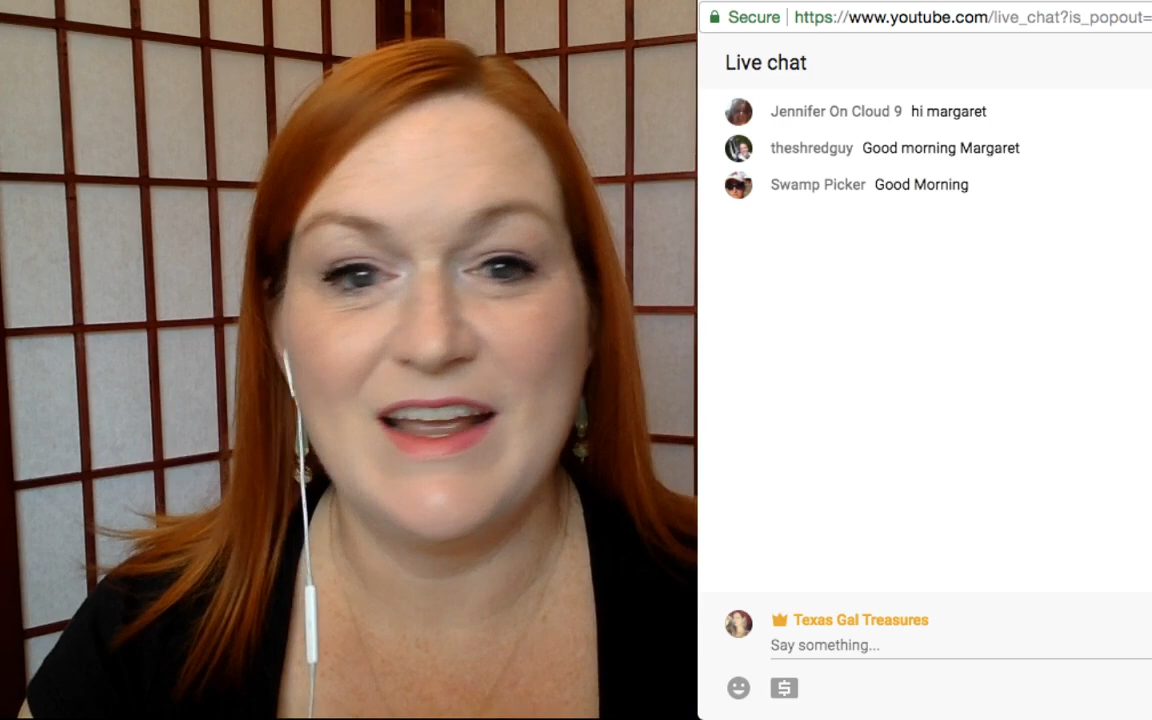 Secure https://www.youtube.com/live_chat?is_popout=
Live chat
Jennifer On Cloud 9 hi margaret
theshredguy Good morning Margaret
Swamp Picker Good Morning
Texas Gal Treasures
Say something...
$